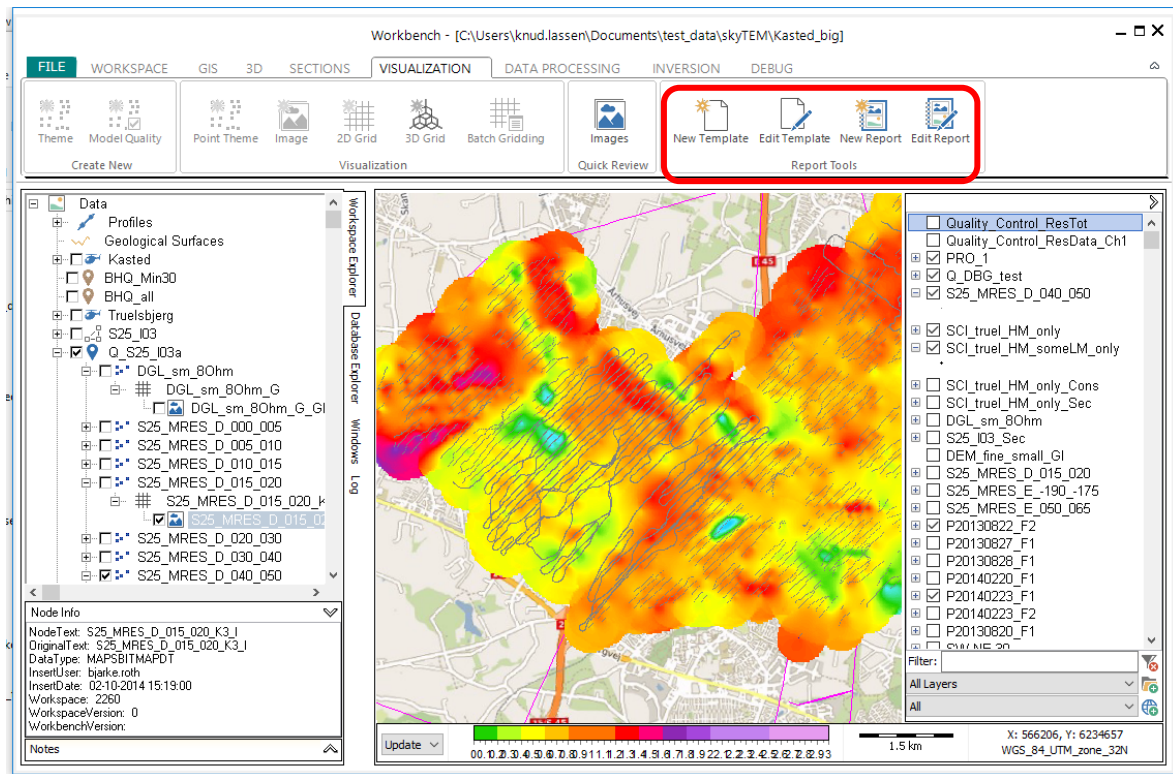 Workbench - [C:\Users\knud.lassen\Documents\test_data\skyTEM\Kasted_big]
FILE WORKSPACE GIS 3D SECTIONS VISUALIZATION DATA PROCESSING INVERSION DEBUG
Theme Model Quality Point Theme Image 2D Grid 3D Grid Batch Gridding Images New Template Edit Template New Report Edit Report
Create New Visualization Quick Review Report Tools
Data
Profiles
Geological Surfaces
Kasted
BHQ_Min30
BHQ_all
Truelsbjerg
S25_I03
Q_S25_I03a
DGL_sm_8Ohm
DGL_sm_8Ohm_G
DGL_sm_8Ohm_G_GI
S25_MRES_D_000_005
S25_MRES_D_005_010
S25_MRES_D_010_015
S25_MRES_D_015_020
S25_MRES_D_015_020_K
S25_MRES_D_015_02
S25_MRES_D_020_030
S25_MRES_D_030_040
S25_MRES_D_040_050
Node Info
NodeText: S25_MRES_D_015_020_K3_I
OriginalText: S25_MRES_D_015_020_K3_I
DataType: MAPSBITMAPDT
InsertUser: bjarke.roth
InsertDate: 02-10-2014 15:19:00
Workspace: 2260
WorkspaceVersion: 0
WorkbenchVersion:
Notes
Workspace Explorer
Database Explorer
Windows
Log
E45
Århusvej
Quality_Control_ResTot
Quality_Control_ResData_Ch1
PRO_1
Q_DBG_test
S25_MRES_D_040_050
SCI_truel_HM_only
SCI_truel_HM_someLM_only
SCI_truel_HM_only_Cons
SCI_truel_HM_only_Sec
DGL_sm_8Ohm
S25_I03_Sec
DEM_fine_small_GI
S25_MRES_D_015_020
S25_MRES_E_-190_-175
S25_MRES_E_050_065
P20130822_F2
P20130827_F1
P20130828_F1
P20140220_F1
P20140223_F1
P20140223_F2
P20130820_F1
Filter:
All Layers
All
Update
1.5 km
X: 566206, Y: 6234657
WGS_84_UTM_zone_32N